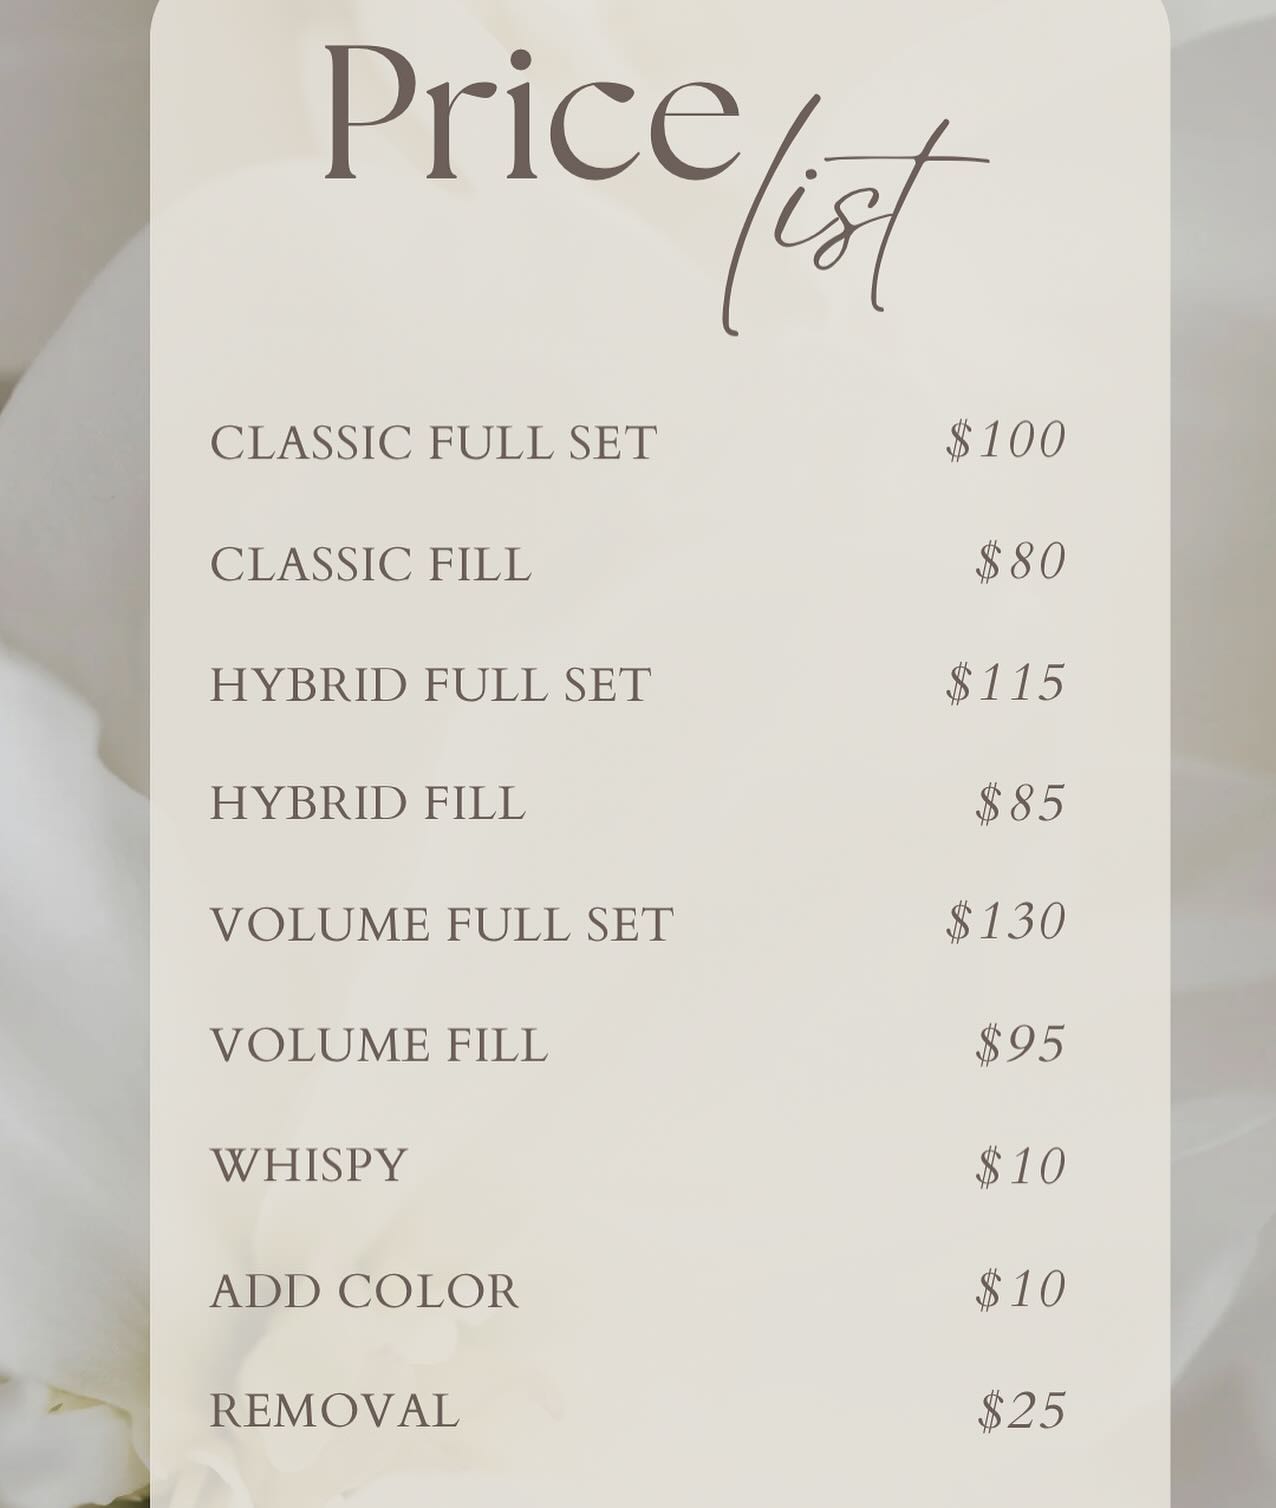 Price list
CLASSIC FULL SET $100
CLASSIC FILL $80
HYBRID FULL SET $115
HYBRID FILL $85
VOLUME FULL SET $130
VOLUME FILL $95
WHISPY $10
ADD COLOR $10
REMOVAL $25